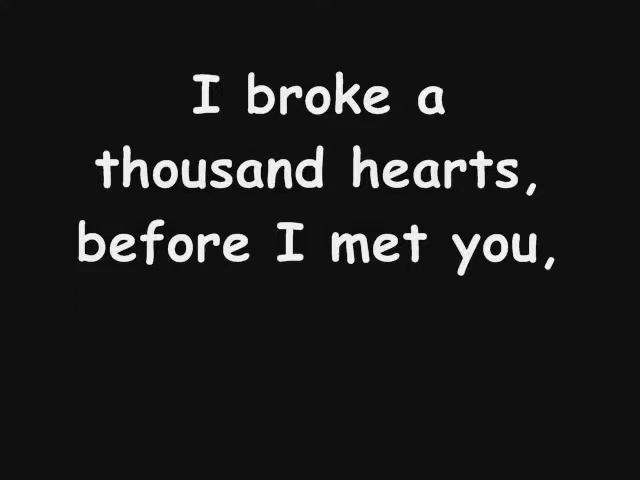 I broke a
thousand hearts,
before I met you,